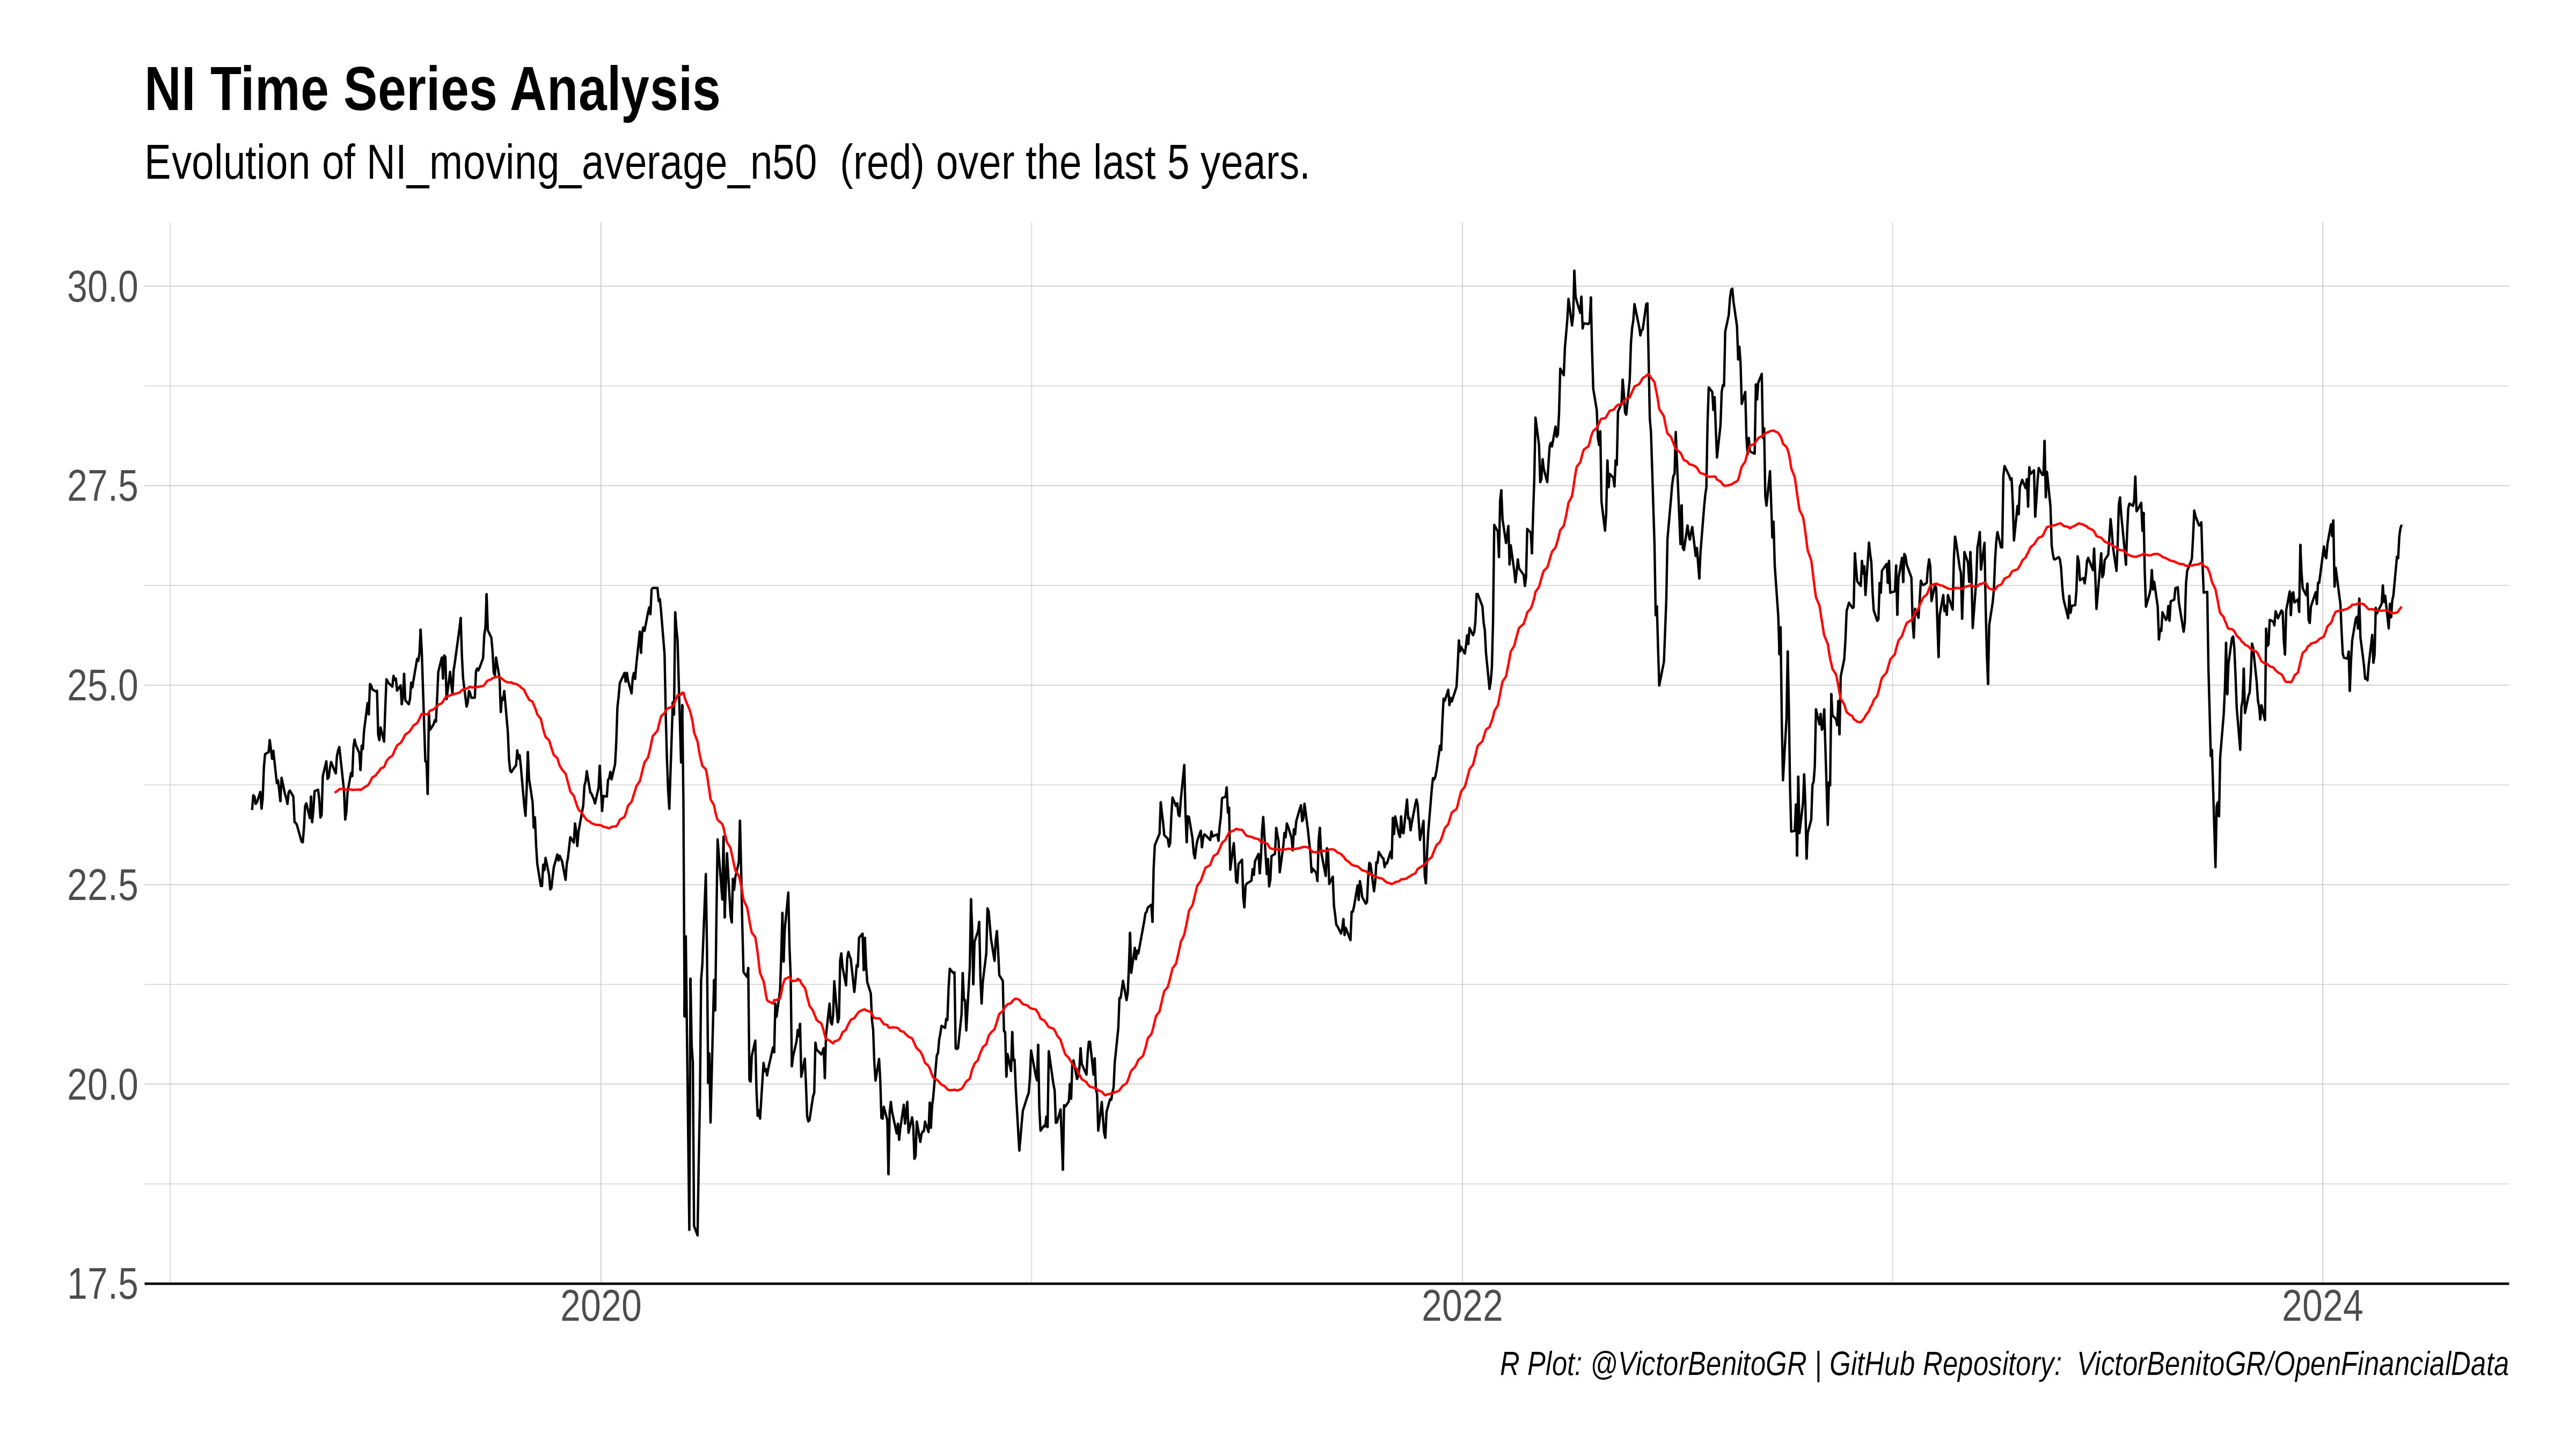 NI Time Series Analysis
Evolution of NI_moving_average_n50  (red) over the last 5 years.
30.0
27.5
25.0
22.5
20.0
17.5
2020 2022 2024
R Plot: @VictorBenitoGR | GitHub Repository:  VictorBenitoGR/OpenFinancialData